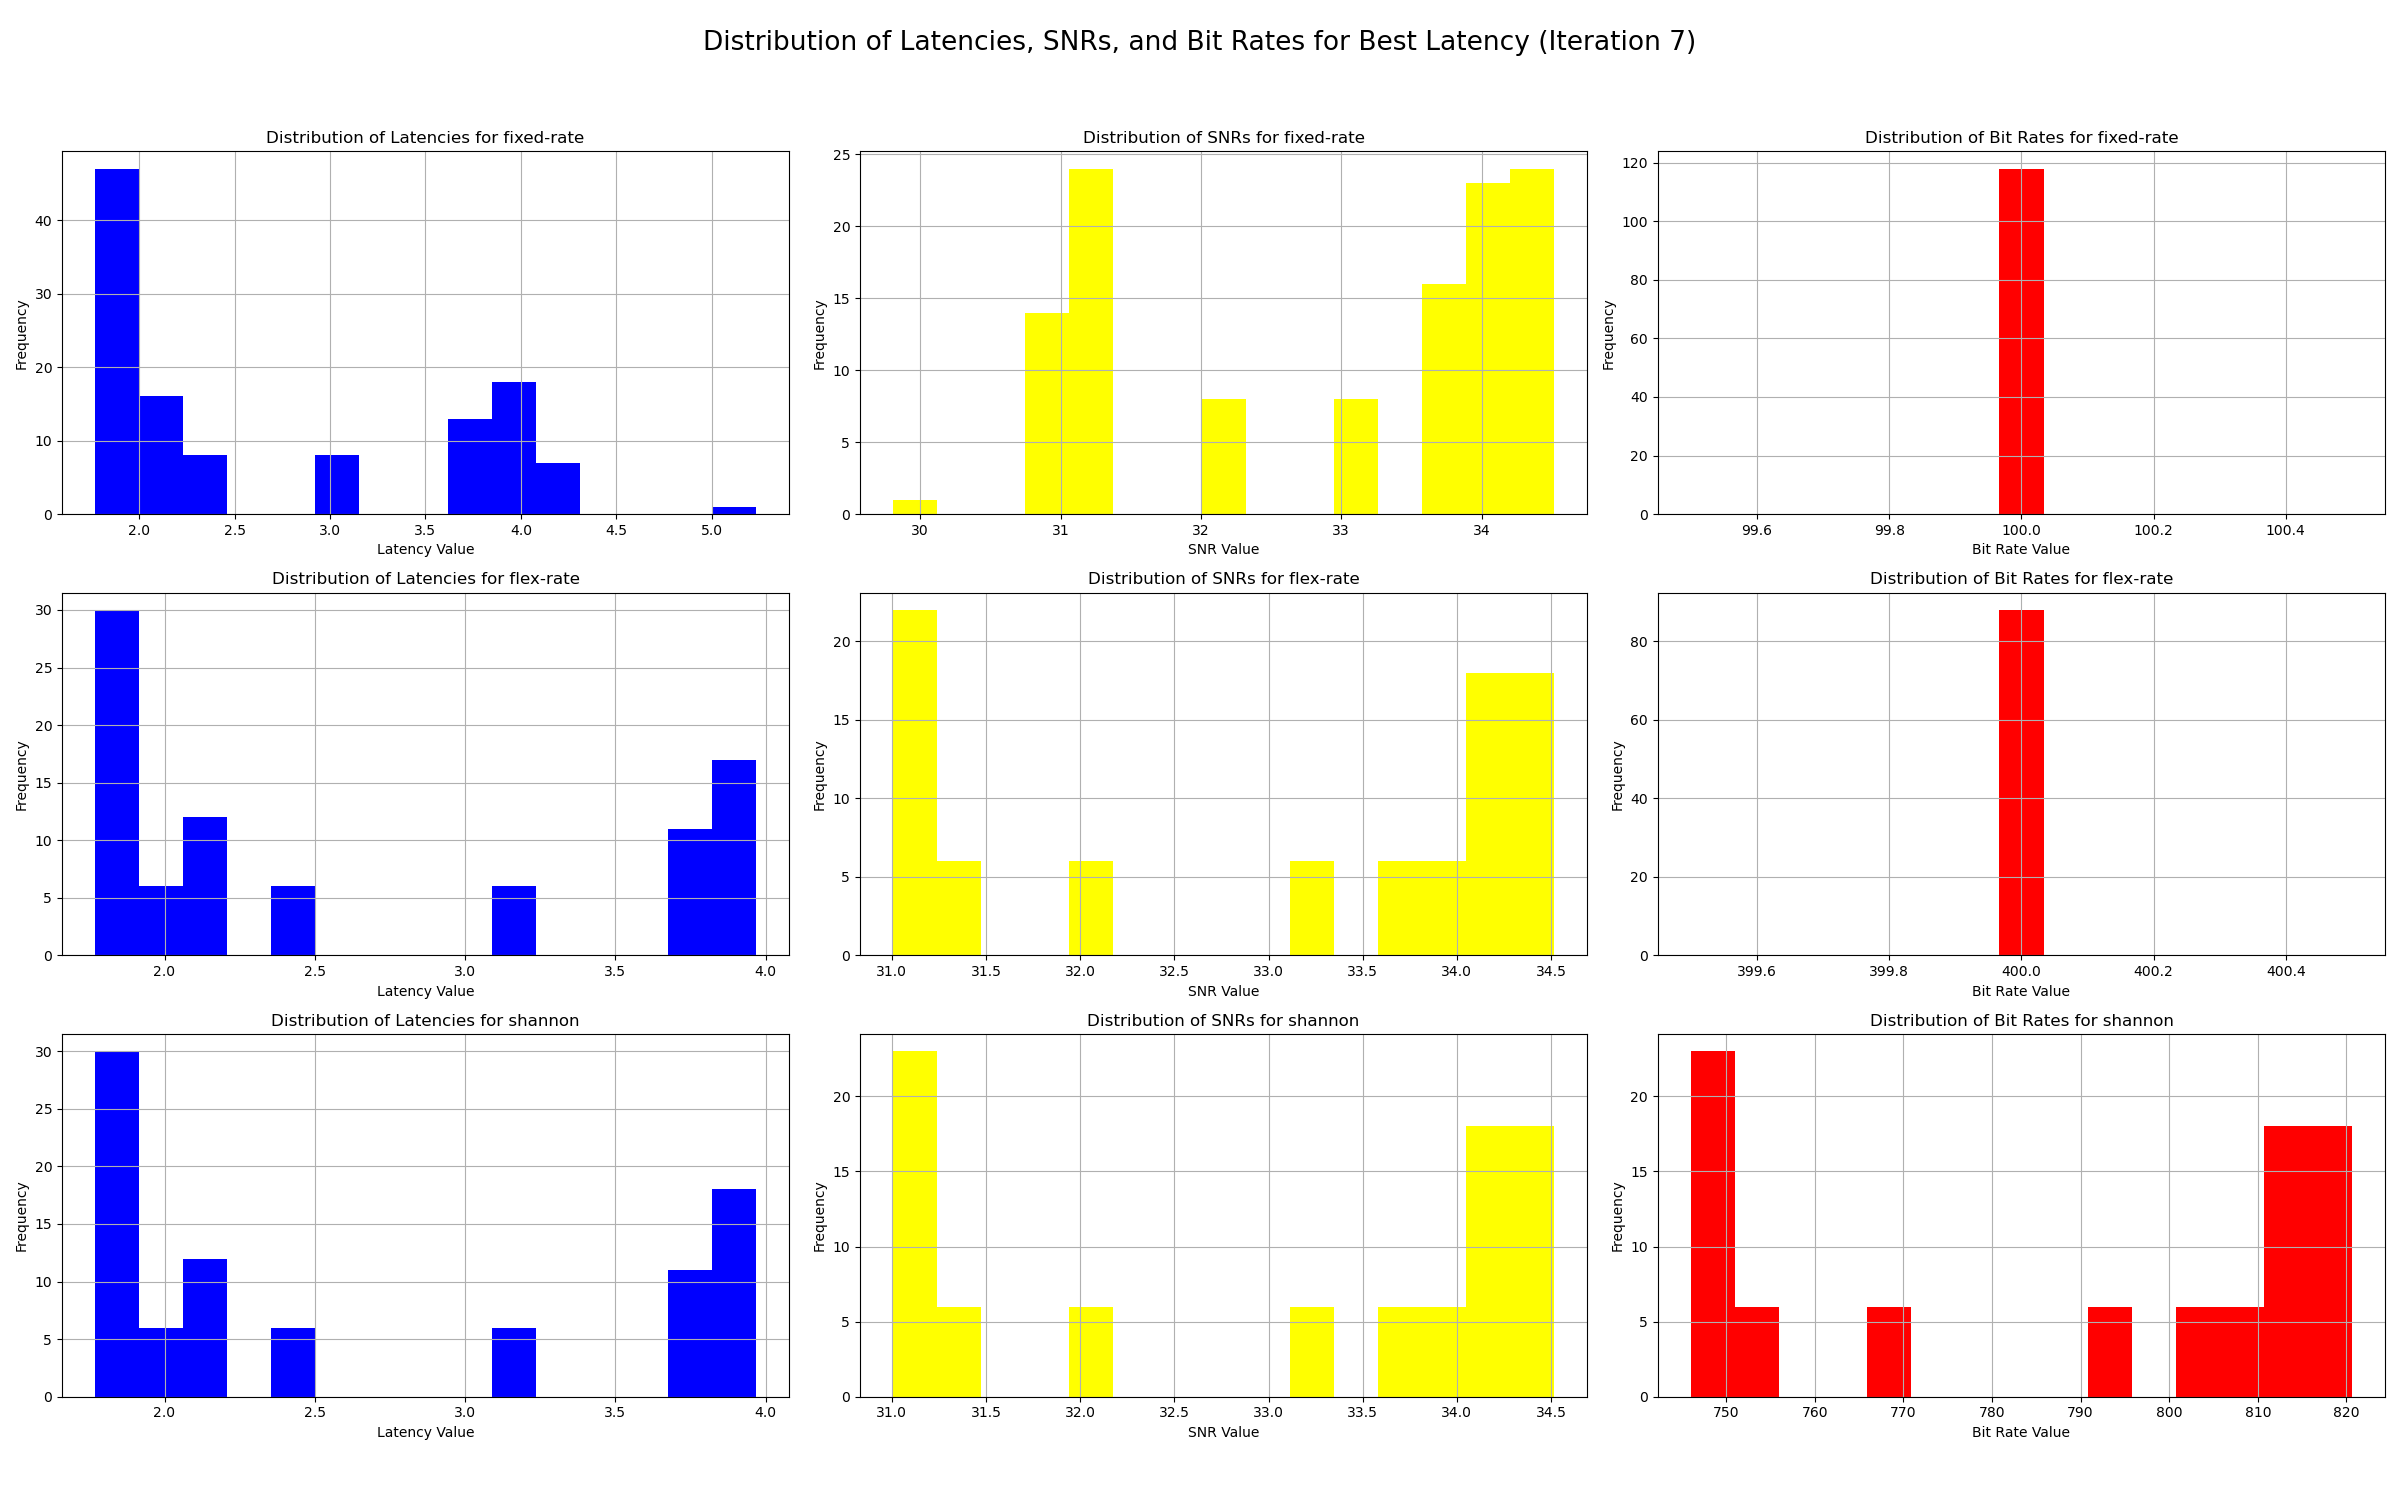 Distribution of Latencies, SNRs, and Bit Rates for Best Latency (Iteration 7)
Distribution of Latencies for fixed-rate
Frequency
0
10
20
30
40
2.0 2.5 3.0 3.5 4.0 4.5 5.0
Latency Value
Distribution of SNRs for fixed-rate
Frequency
0
5
10
15
20
25
30 31 32 33 34
SNR Value
Distribution of Bit Rates for fixed-rate
Frequency
0
20
40
60
80
100
120
99.6 99.8 100.0 100.2 100.4
Bit Rate Value
Distribution of Latencies for flex-rate
Frequency
0
5
10
15
20
25
30
2.0 2.5 3.0 3.5 4.0
Latency Value
Distribution of SNRs for flex-rate
Frequency
0
5
10
15
20
31.0 31.5 32.0 32.5 33.0 33.5 34.0 34.5
SNR Value
Distribution of Bit Rates for flex-rate
Frequency
0
20
40
60
80
399.6 399.8 400.0 400.2 400.4
Bit Rate Value
Distribution of Latencies for shannon
Frequency
0
5
10
15
20
25
30
2.0 2.5 3.0 3.5 4.0
Latency Value
Distribution of SNRs for shannon
Frequency
0
5
10
15
20
31.0 31.5 32.0 32.5 33.0 33.5 34.0 34.5
SNR Value
Distribution of Bit Rates for shannon
Frequency
0
5
10
15
20
750 760 770 780 790 800 810 820
Bit Rate Value